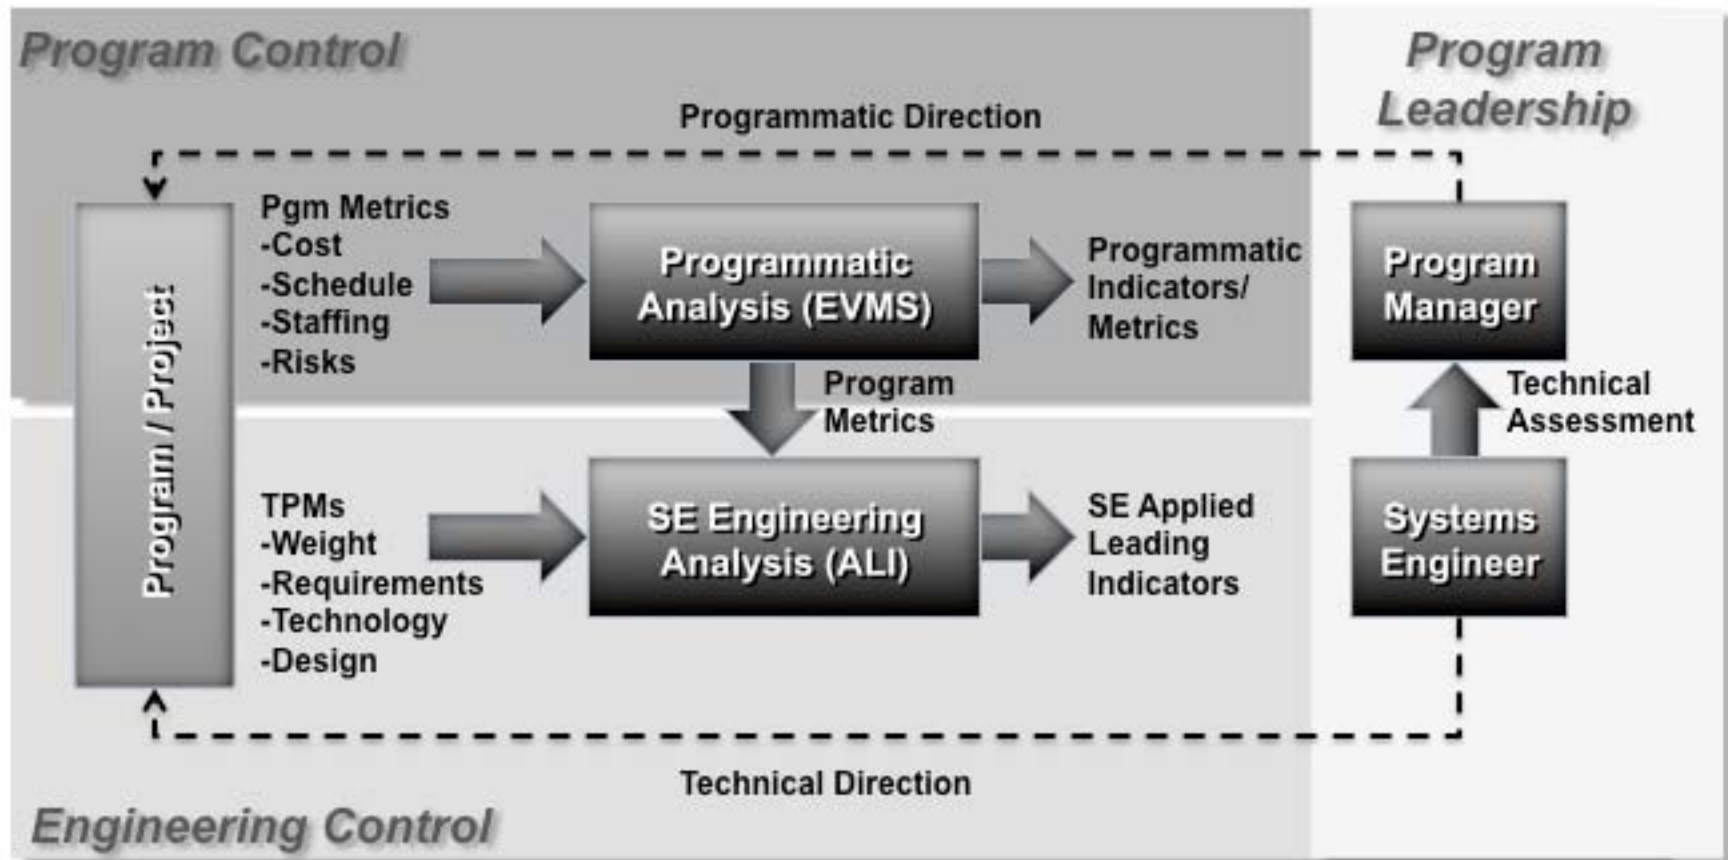 Program Control
Program
Leadership
Programmatic Direction
Program / Project
Pgm Metrics
-Cost
-Schedule
-Staffing
-Risks
Programmatic
Analysis (EVMS)
Programmatic
Indicators/
Metrics
Program
Manager
Program
Metrics
Technical
Assessment
TPMs
-Weight
-Requirements
-Technology
-Design
SE Engineering
Analysis (ALI)
SE Applied
Leading
Indicators
Systems
Engineer
Technical Direction
Engineering Control